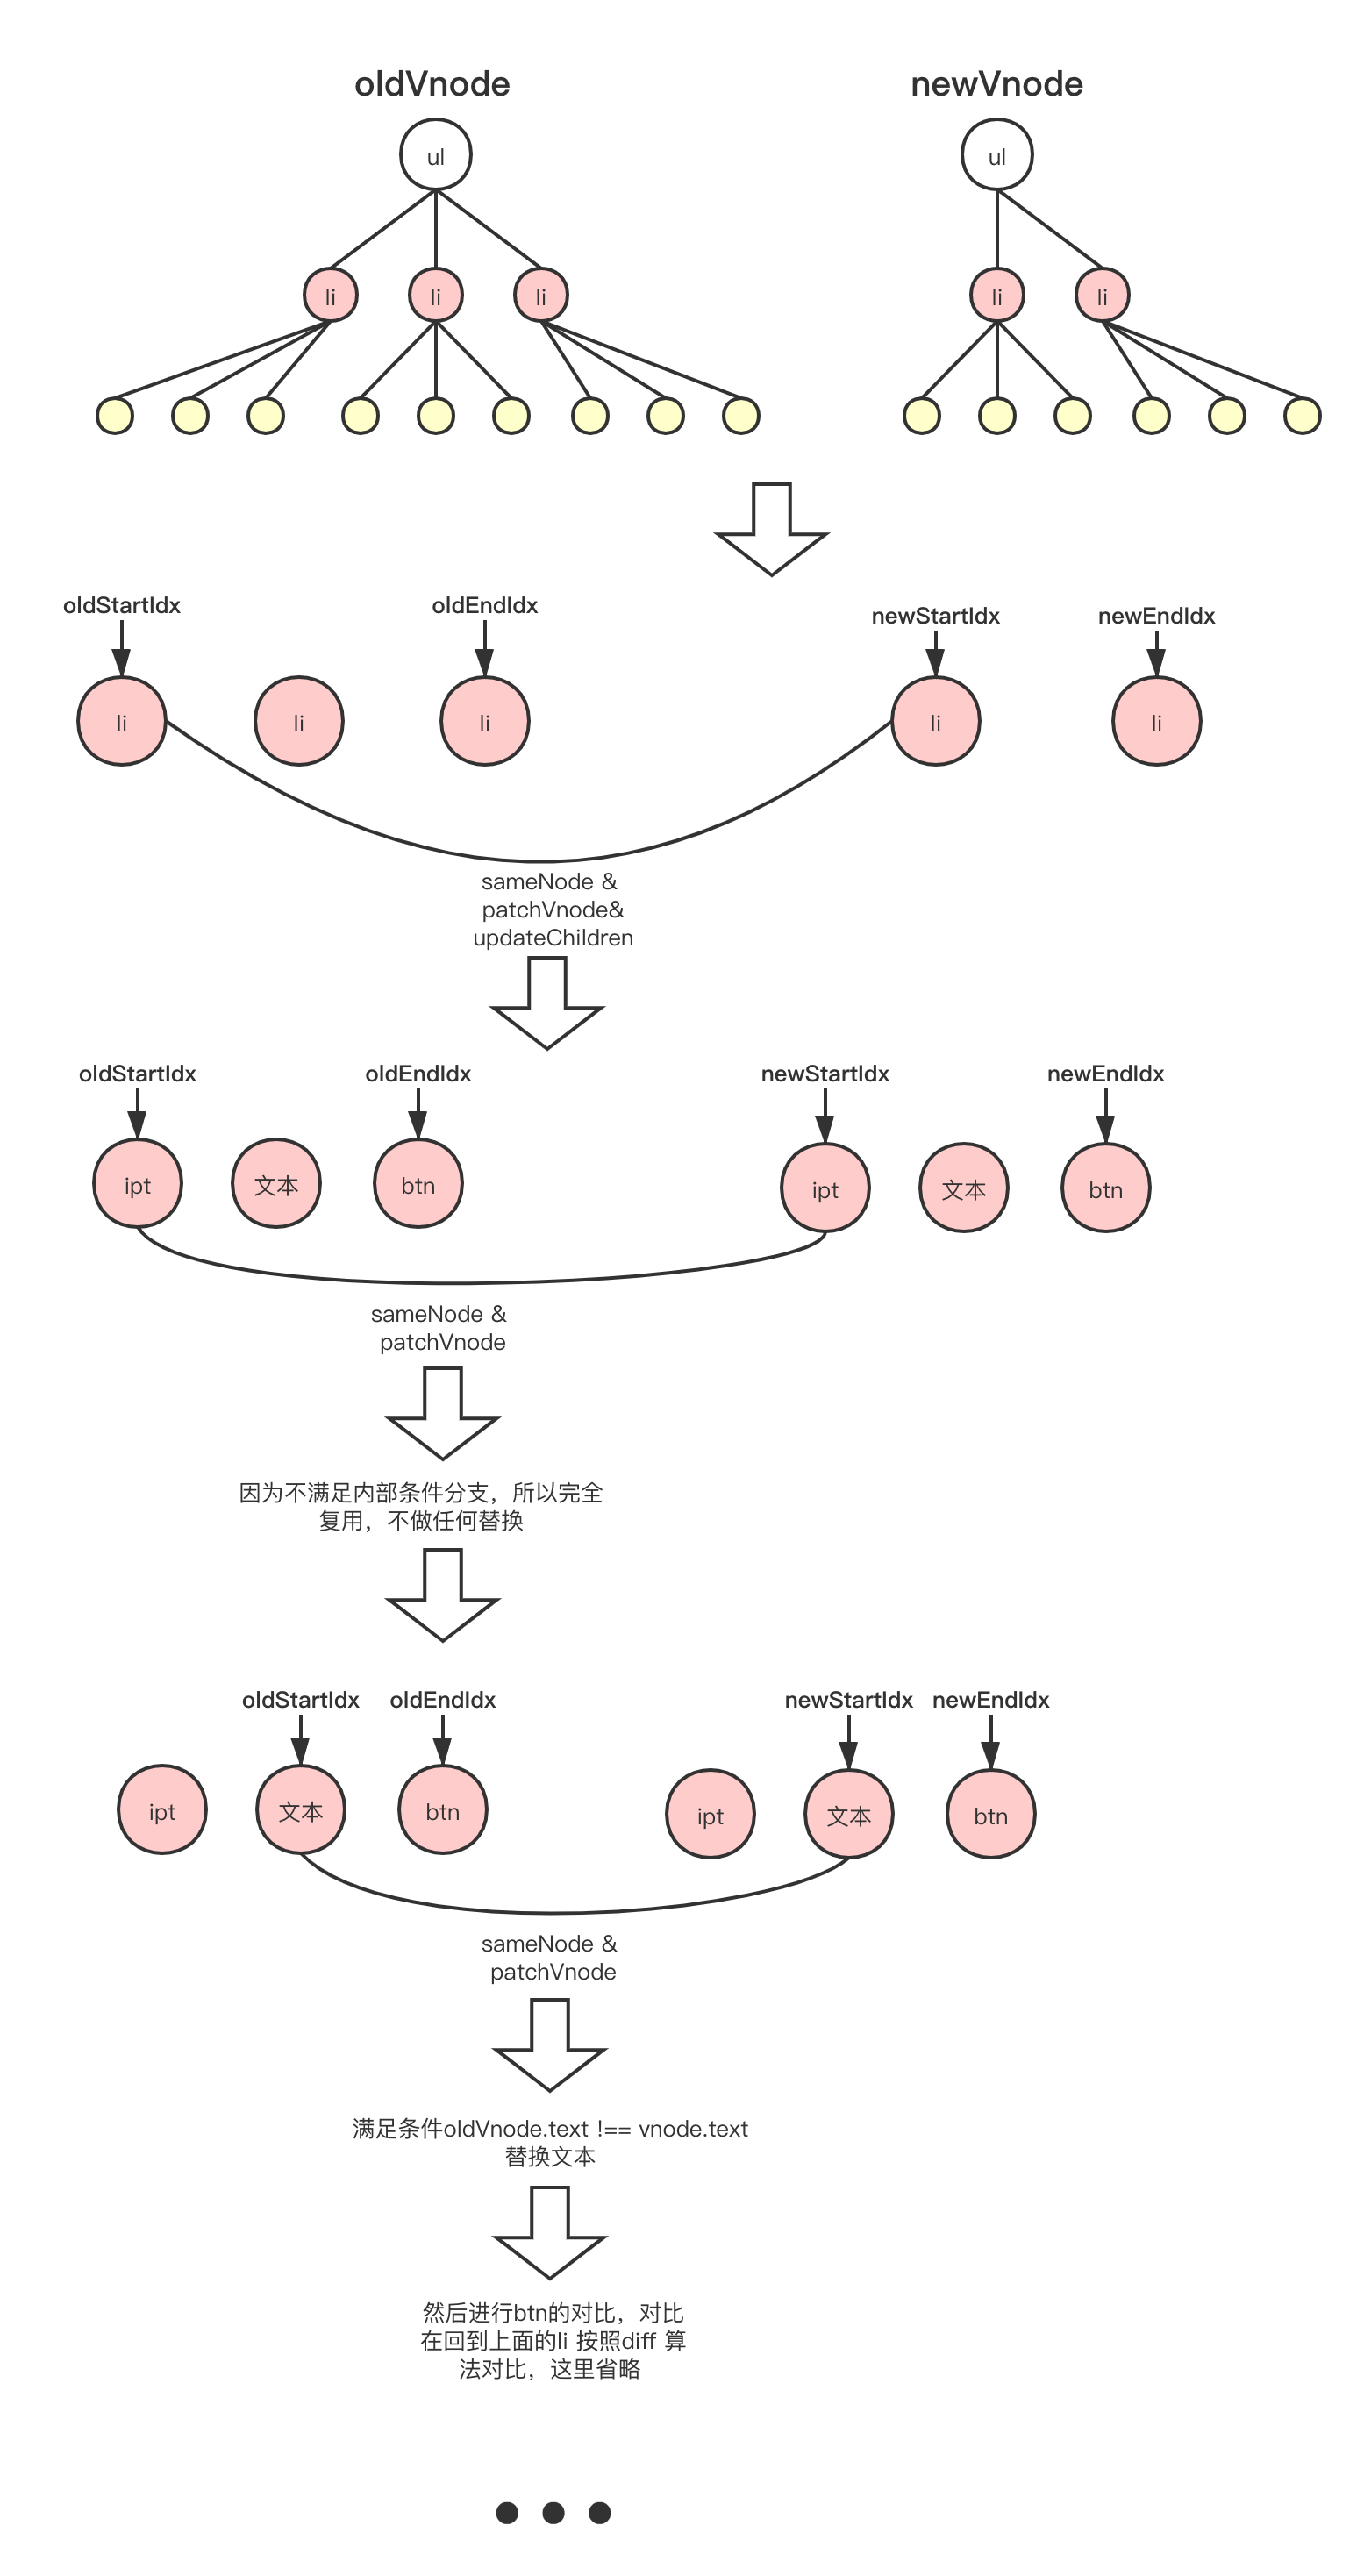 oldVnode
newVnode
ul
ul
li
li
li
li
li
oldStartIdx
oldEndIdx
newStartIdx
newEndIdx
li
li
li
li
li
sameNode &
patchVnode&
updateChildren
oldStartIdx
oldEndIdx
newStartIdx
newEndIdx
ipt
文本
btn
ipt
文本
btn
sameNode &
patchVnode
因为不满足内部条件分支，所以完全
复用，不做任何替换
oldStartIdx
oldEndIdx
newStartIdx
newEndIdx
ipt
文本
btn
ipt
文本
btn
sameNode &
patchVnode
满足条件oldVnode.text !== vnode.text
替换文本
然后进行btn的对比，对比
在回到上面的li 按照diff 算
法对比，这里省略